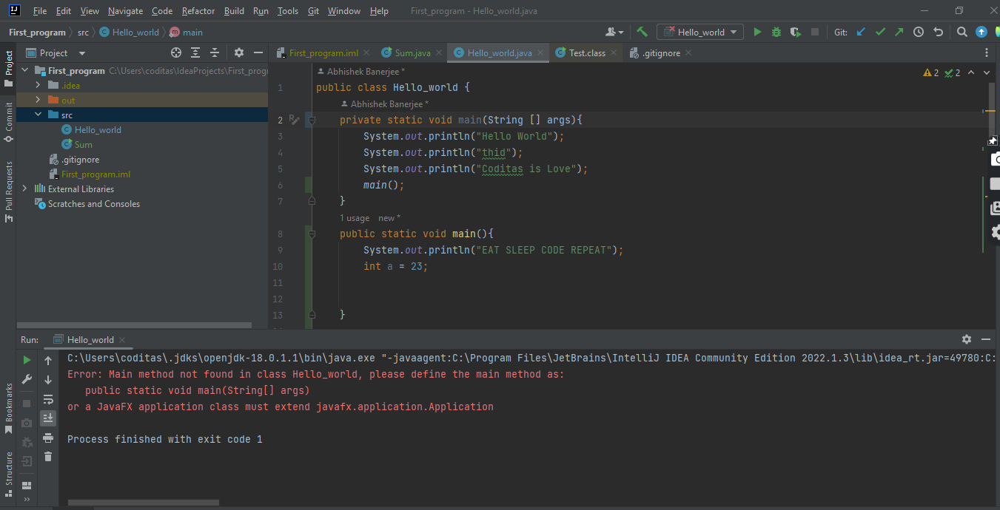 File Edit View Navigate Code Refactor Build Run Tools Git Window Help First_program - Hello_world.java
First_program src Hello_world main Hello_world Git:
Project First_program.iml Sum.java Hello_world.java Test.class .gitignore
Project
Commit
Pull Requests
Bookmarks
Structure
First_program C:\Users\coditas\IdeaProjects\First_prog
.idea
out
src
Hello_world
Sum
.gitignore
First_program.iml
External Libraries
Scratches and Consoles
Abhishek Banerjee *
2 2
1 public class Hello_world {
Abhishek Banerjee *
2 private static void main(String [] args){
3 System.out.println("Hello World");
4 System.out.println("thid");
5 System.out.println("Coditas is Love");
6 main();
7 }
1 usage new *
8 public static void main(){
9 System.out.println("EAT SLEEP CODE REPEAT");
10 int a = 23;
11
12
13 }
Run: Hello_world
C:\Users\coditas\.jdks\openjdk-18.0.1.1\bin\java.exe "-javaagent:C:\Program Files\JetBrains\IntelliJ IDEA Community Edition 2022.1.3\lib\idea_rt.jar=49780:C:
Error: Main method not found in class Hello_world, please define the main method as:
public static void main(String[] args)
or a JavaFX application class must extend javafx.application.Application
Process finished with exit code 1